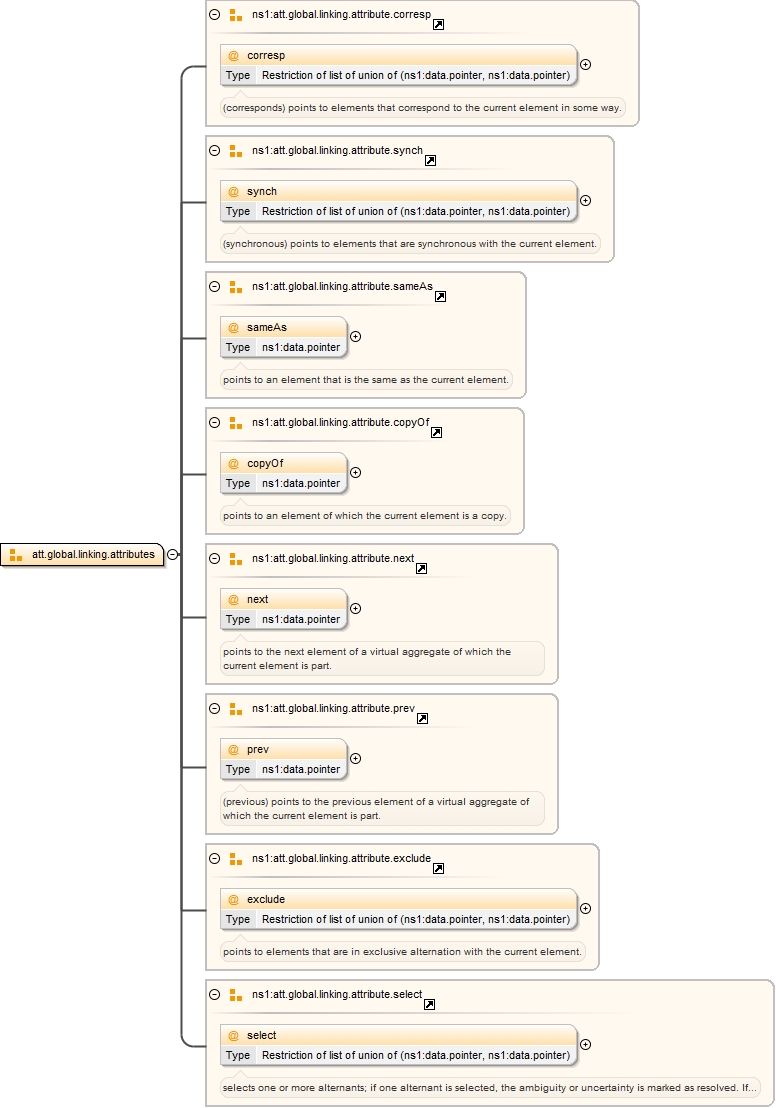 ns1:att.global.linking.attribute.corresp
@ corresp
Type Restriction of list of union of (ns1:data.pointer, ns1:data.pointer)
(corresponds) points to elements that correspond to the current element in some way.
ns1:att.global.linking.attribute.synch
@ synch
Type Restriction of list of union of (ns1:data.pointer, ns1:data.pointer)
(synchronous) points to elements that are synchronous with the current element.
ns1:att.global.linking.attribute.sameAs
@ sameAs
Type ns1:data.pointer
points to an element that is the same as the current element.
ns1:att.global.linking.attribute.copyOf
@ copyOf
Type ns1:data.pointer
points to an element of which the current element is a copy.
att.global.linking.attributes
ns1:att.global.linking.attribute.next
@ next
Type ns1:data.pointer
points to the next element of a virtual aggregate of which the
current element is part.
ns1:att.global.linking.attribute.prev
@ prev
Type ns1:data.pointer
(previous) points to the previous element of a virtual aggregate of
which the current element is part.
ns1:att.global.linking.attribute.exclude
@ exclude
Type Restriction of list of union of (ns1:data.pointer, ns1:data.pointer)
points to elements that are in exclusive alternation with the current element.
ns1:att.global.linking.attribute.select
@ select
Type Restriction of list of union of (ns1:data.pointer, ns1:data.pointer)
selects one or more alternants; if one alternant is selected, the ambiguity or uncertainty is marked as resolved. If...